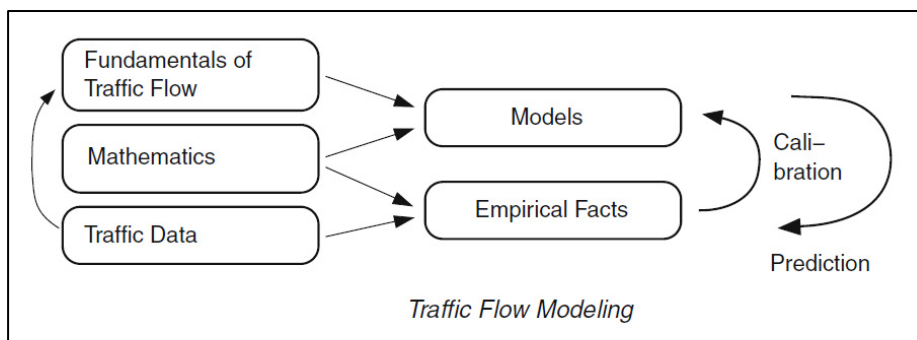 Fundamentals of
Traffic Flow
Mathematics
Traffic Data
Models
Empirical Facts
Cali-
bration
Prediction
Traffic Flow Modeling